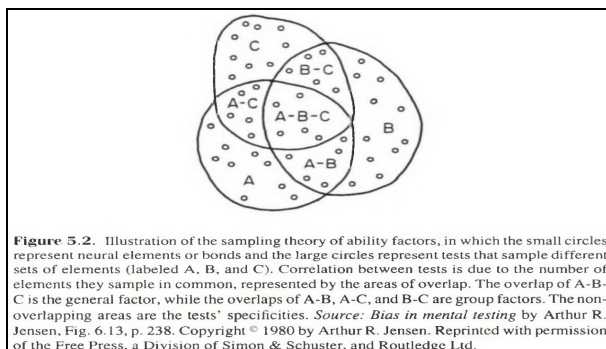 C
B-C
A-C
A-B-C
B
A-B
A
Figure 5.2. Illustration of the sampling theory of ability factors, in which the small circles
represent neural elements or bonds and the large circles represent tests that sample different
sets of elements (labeled A, B, and C). Correlation between tests is due to the number of
elements they sample in common, represented by the areas of overlap. The overlap of A-B-
C is the general factor, while the overlaps of A-B, A-C, and B-C are group factors. The non-
overlapping areas are the tests' specificities. Source: Bias in mental testing by Arthur R.
Jensen, Fig. 6.13, p. 238. Copyright © 1980 by Arthur R. Jensen. Reprinted with permission
of the Free Press, a Division of Simon & Schuster, and Routledge Ltd.